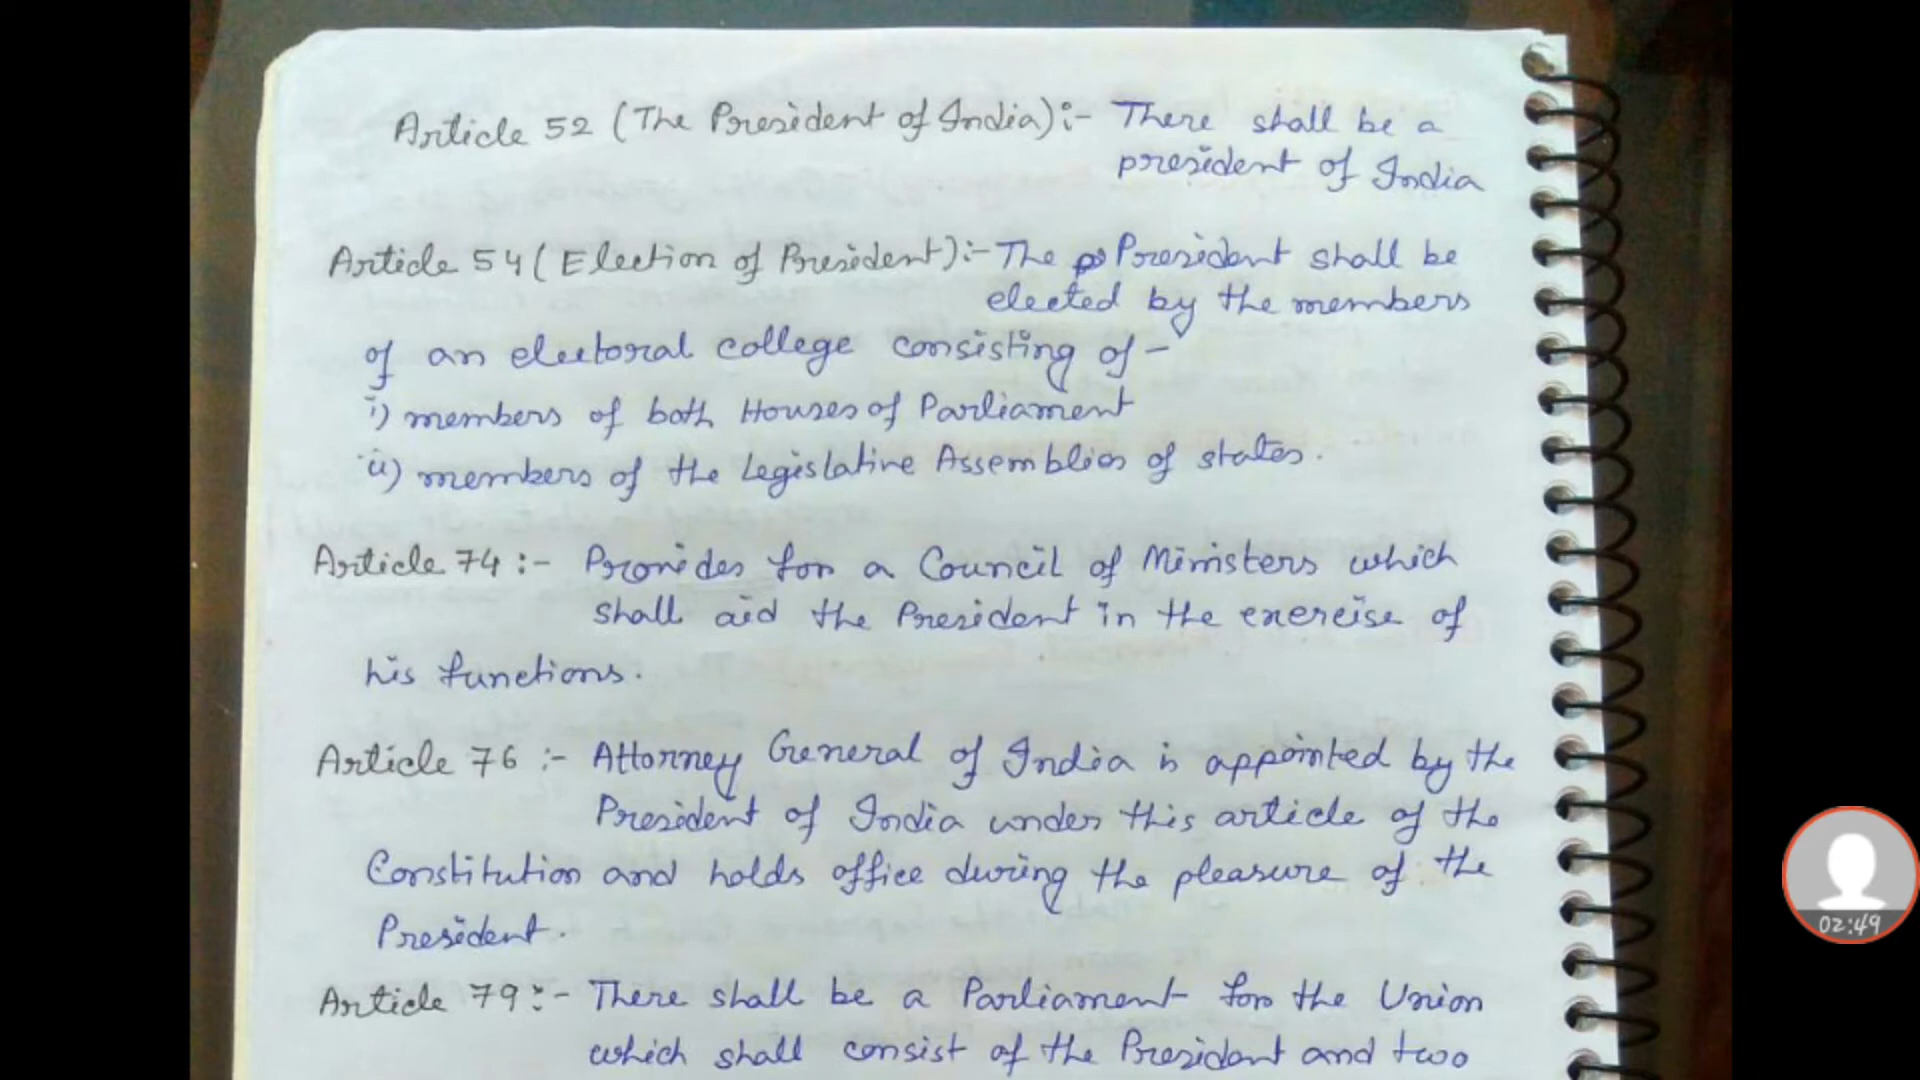 Article 52 (The President of India):- There shall be a
president of India
Article 54 (Election of President):- The President shall be
elected by the members
of an electoral college consisting of -
i) members of both Houses of Parliament
ii) members of the Legislative Assemblies of states.
Article 74 :- Provides for a Council of Ministers which
shall aid the President in the exercise of
his functions.
Article 76 :- Attorney General of India is appointed by the
President of India under this article of the
Constitution and holds office during the pleasure of the
President.
Article 79 :- There shall be a Parliament for the Union
which shall consist of the President and two
02:49